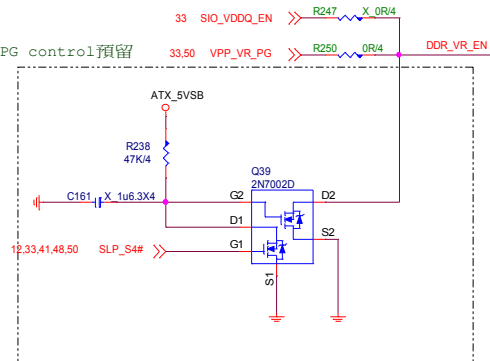 33 SIO_VDDQ_EN R247 X_0R/4
PG control預留 33,50 VPP_VR_PG R250 0R/4 DDR_VR_EN
ATX_5VSB
R238
47K/4
Q39
2N7002D
C161 X_1u6.3X4 G2 D2
D1 S2
12,33,41,48,50 SLP_S4# G1
S1